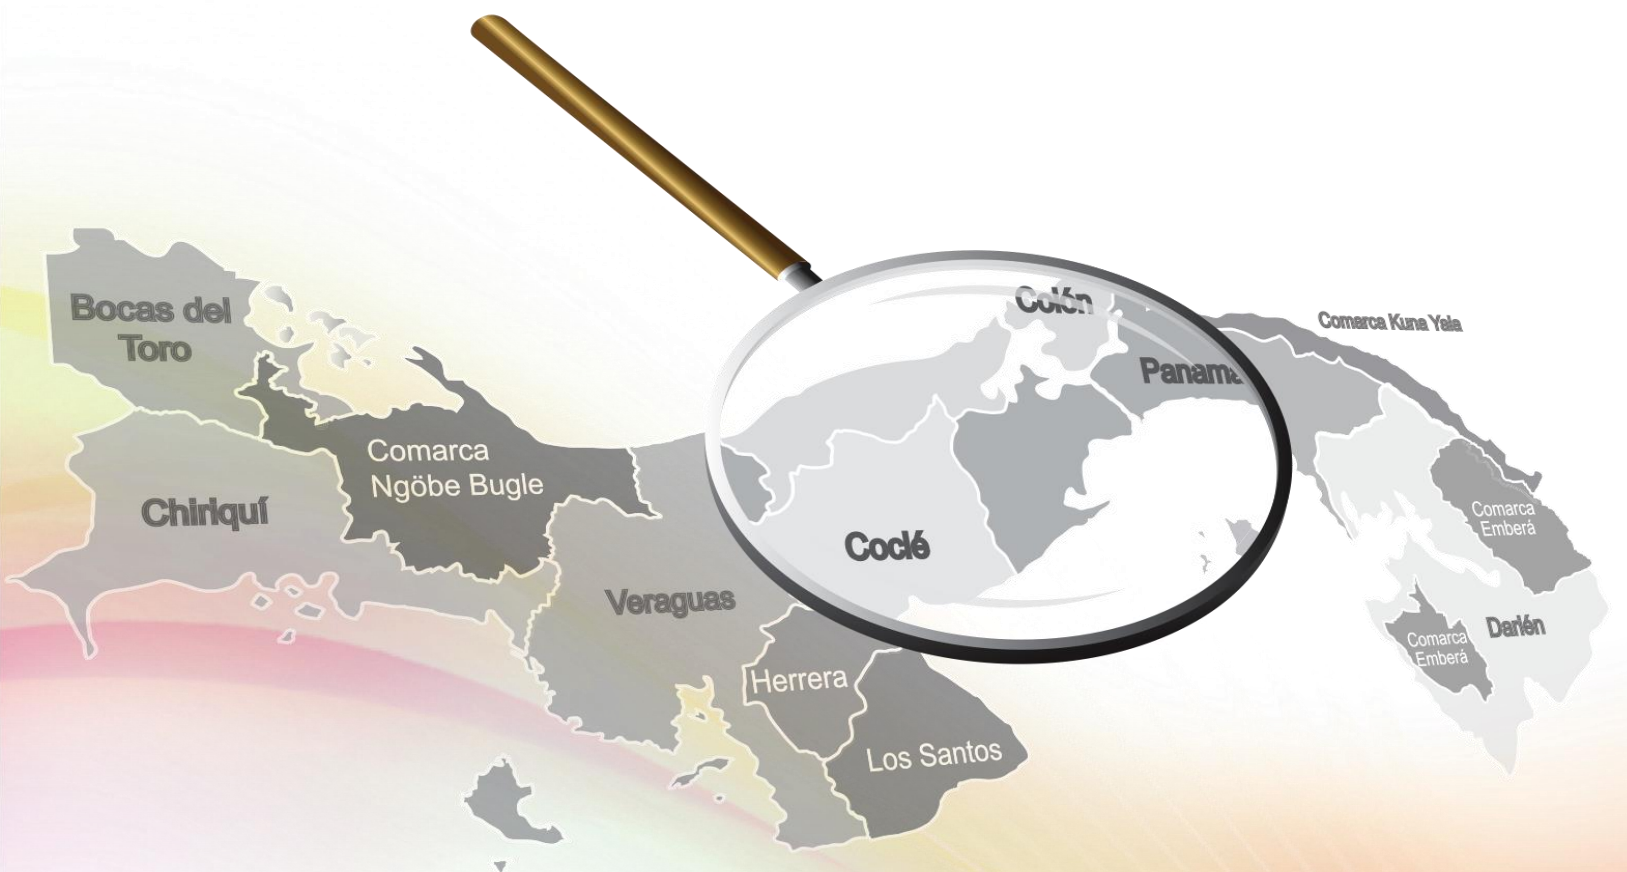 Colón
Comarca Kuna Yala
Bocas del
Toro
Panamá
Comarca
Ngöbe Bugle
Chiriquí
Comarca
Emberá
Coclé
Veraguas
Darién
Comarca
Emberá
Herrera
Los Santos